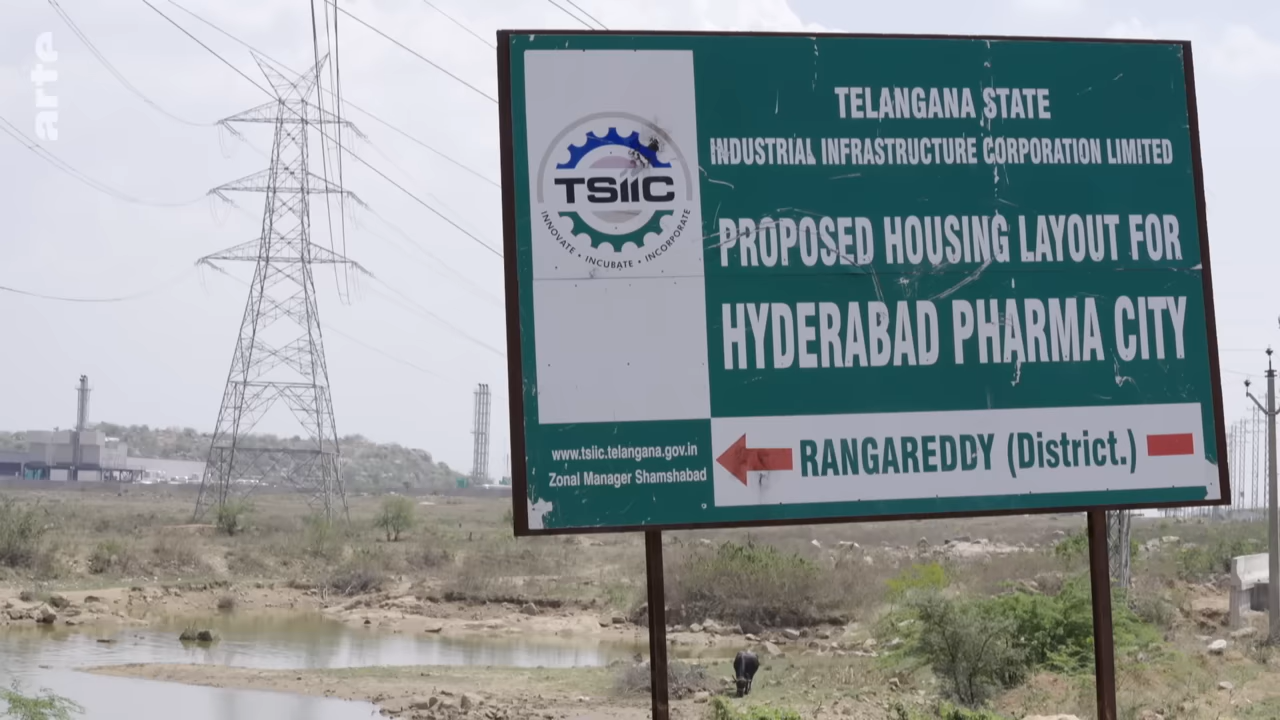 arte
TELANGANA STATE
INDUSTRIAL INFRASTRUCTURE CORPORATION LIMITED
TSIIC
INNOVATE • INCUBATE • INCORPORATE
PROPOSED HOUSING LAYOUT FOR
HYDERABAD PHARMA CITY
www.tsiic.telangana.gov.in
Zonal Manager Shamshabad
RANGAREDDY (District.)